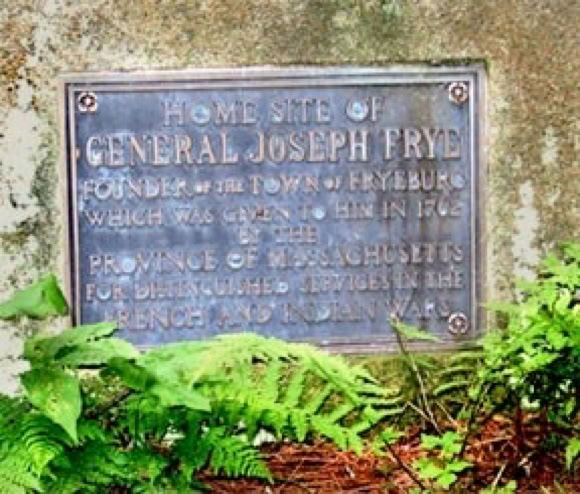 HOME SITE OF
GENERAL JOSEPH FRYE
FOUNDER OF THE TOWN OF FRYEBURG
WHICH WAS GIVEN TO HIM IN 1762
BY THE
PROVINCE OF MASSACHUSETTS
FOR DISTINGUISHED SERVICES IN THE
FRENCH AND INDIAN WARS